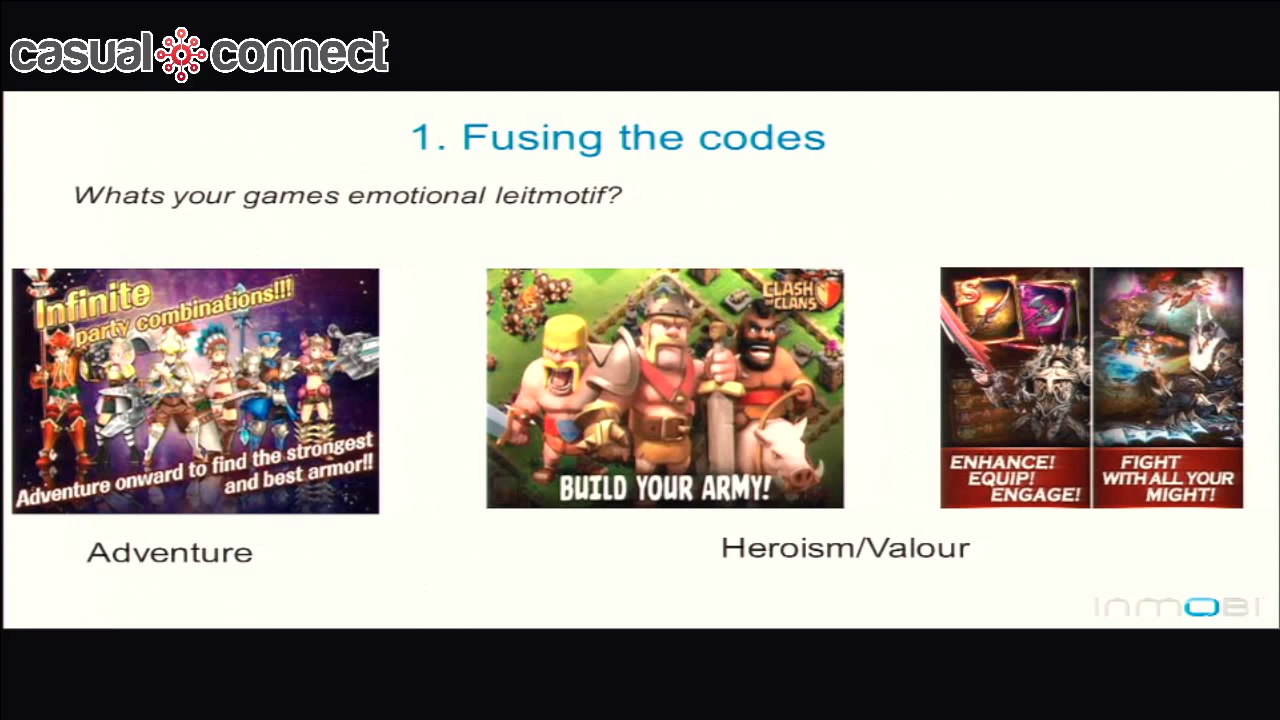 casual connect
1. Fusing the codes
Whats your games emotional leitmotif?
Infinite
party combinations!!!
Adventure onward to find the strongest
and best armor!!
CLASH
OF CLANS
BUILD YOUR ARMY!
S
ENHANCE!
EQUIP!
ENGAGE!
FIGHT
WITH ALL YOUR
MIGHT!
Adventure
Heroism/Valour
INMOBI